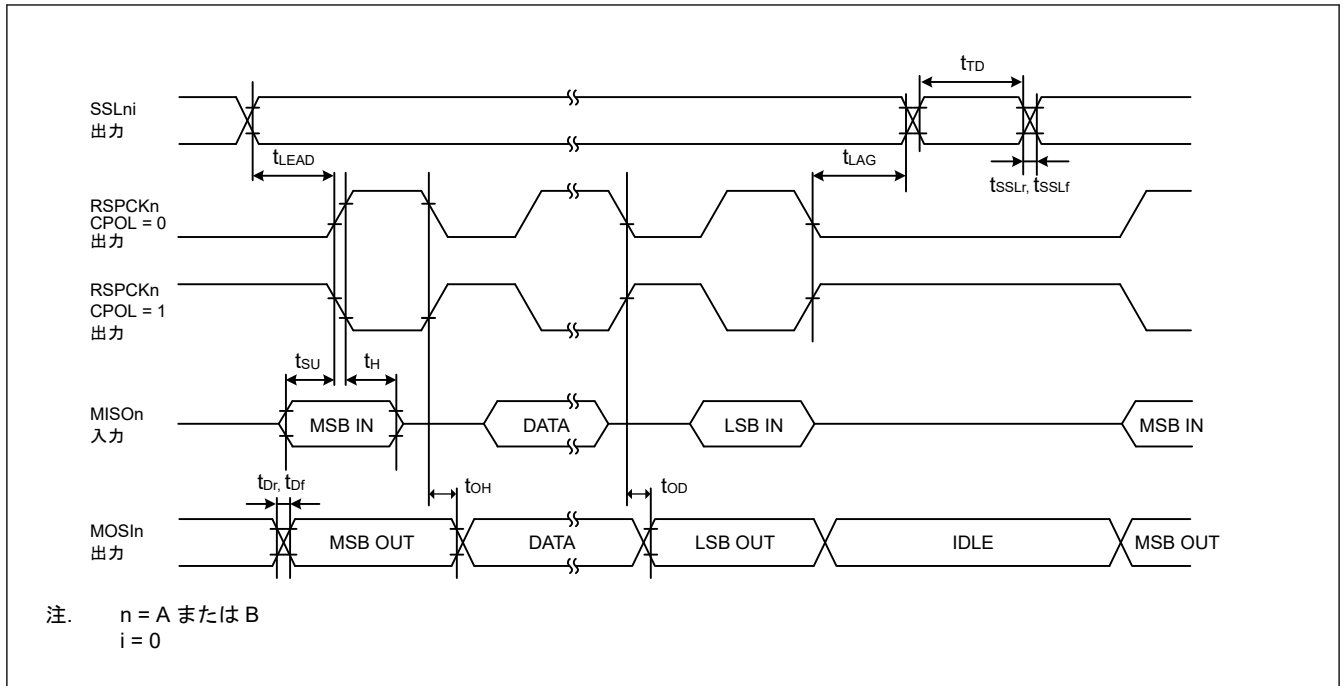 tTD
SSLni
出力
tLEAD
tLAG
tSSLr, tSSLf
RSPCKn
CPOL = 0
出力
RSPCKn
CPOL = 1
出力
tSU
tH
MISOn
入力
MSB IN
DATA
LSB IN
MSB IN
tDr, tDf
tOH
tOD
MOSIn
出力
MSB OUT
DATA
LSB OUT
IDLE
MSB OUT
注. n = A または B
i = 0